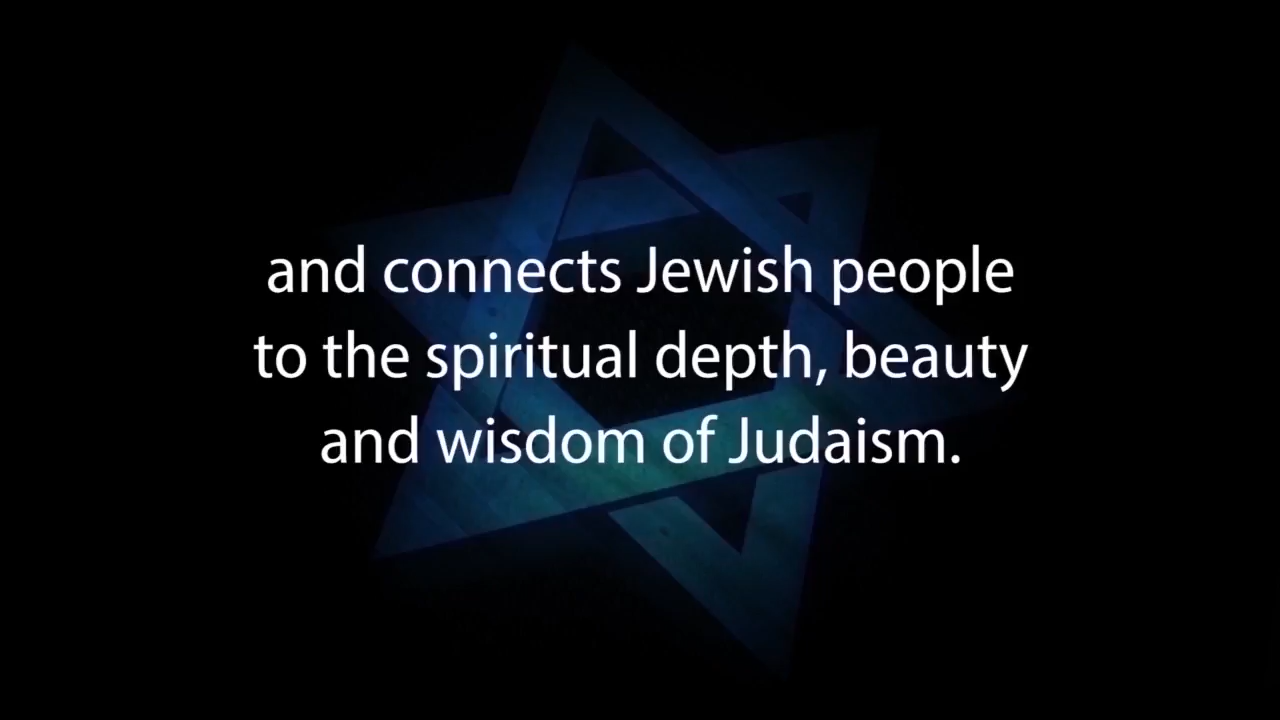 and connects Jewish people
to the spiritual depth, beauty
and wisdom of Judaism.